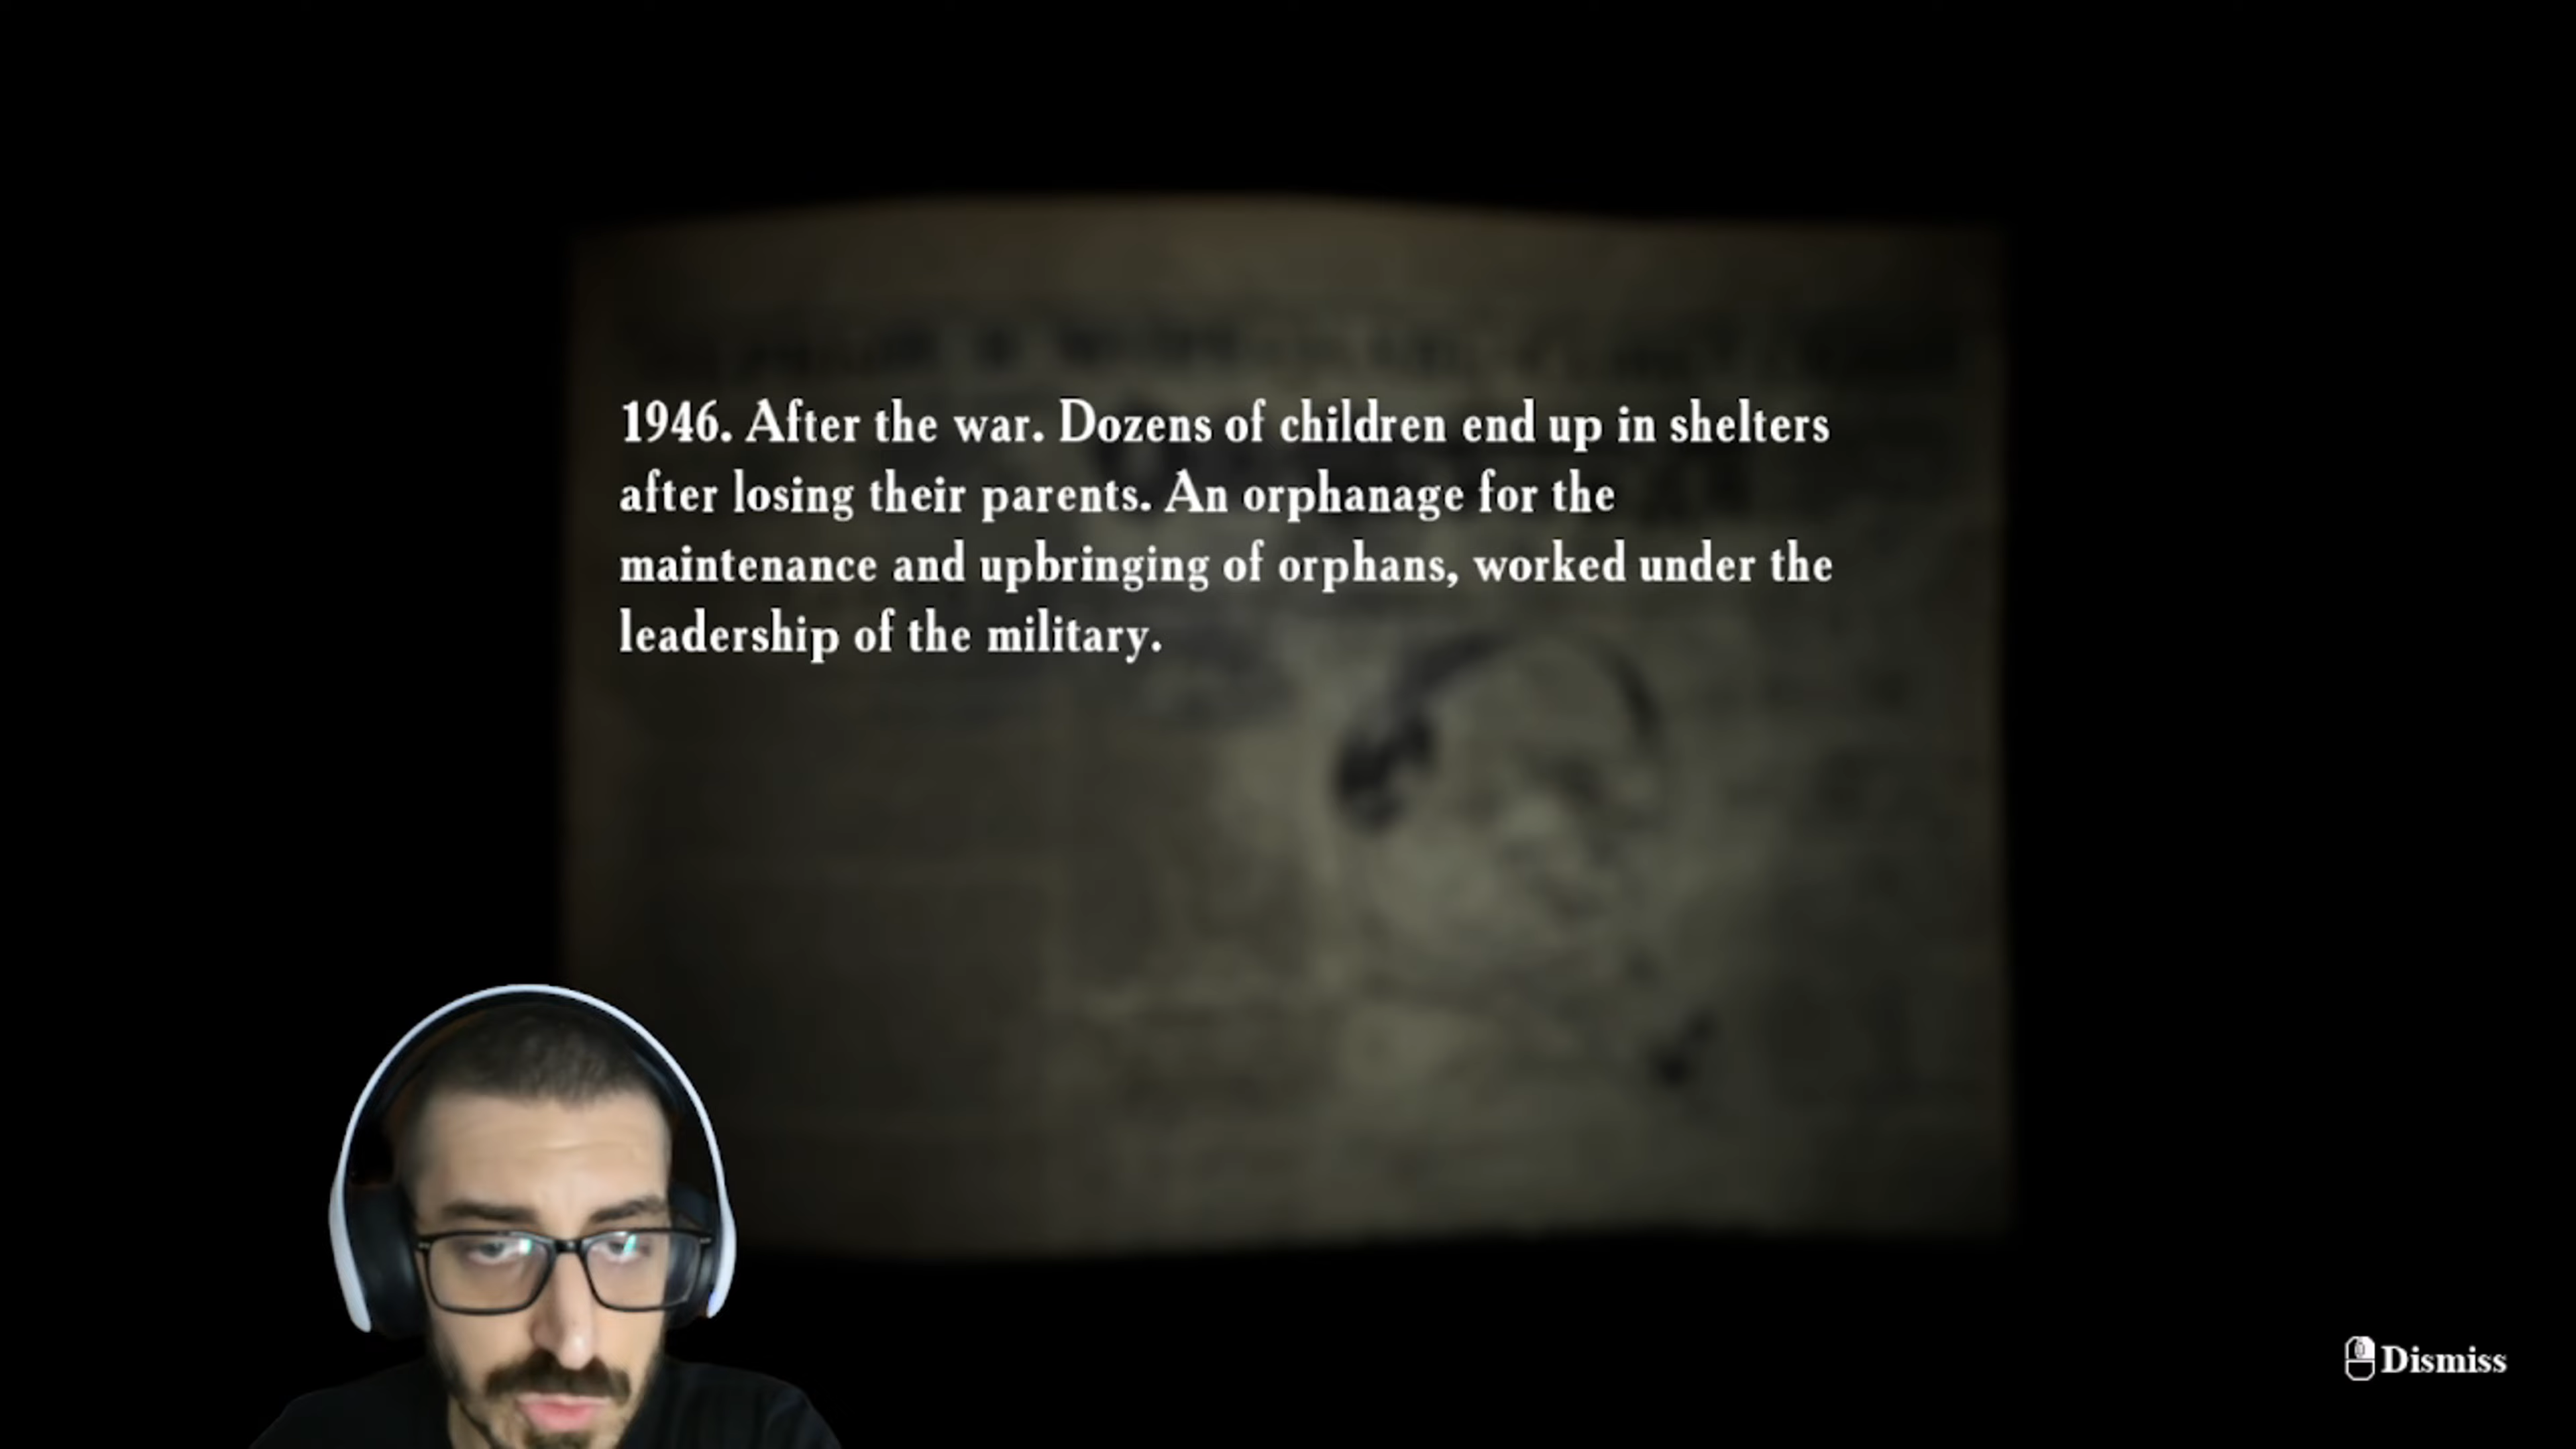 1946. After the war. Dozens of children end up in shelters
after losing their parents. An orphanage for the
maintenance and upbringing of orphans, worked under the
leadership of the military.
Dismiss